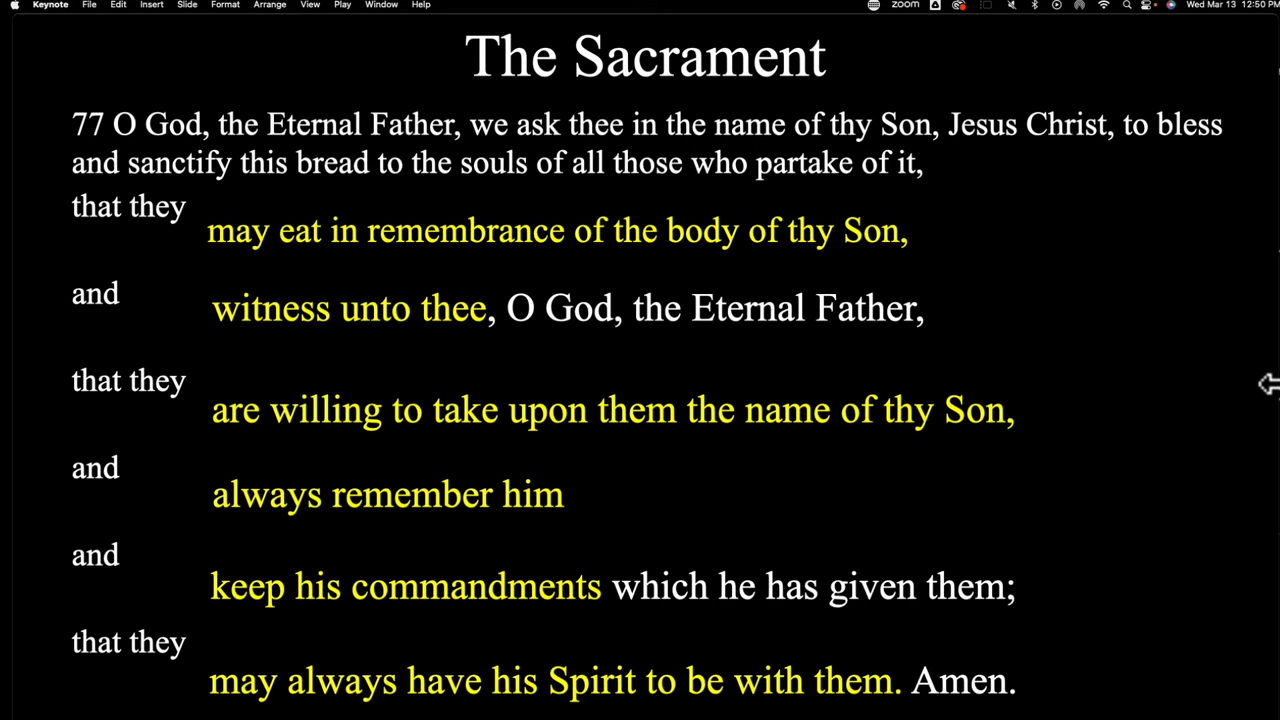 Keynote File Edit Insert Slide Format Arrange View Play Window Help zoom Wed Mar 13 12:50 PM
The Sacrament
77 O God, the Eternal Father, we ask thee in the name of thy Son, Jesus Christ, to bless
and sanctify this bread to the souls of all those who partake of it,
that they
may eat in remembrance of the body of thy Son,
and
witness unto thee, O God, the Eternal Father,
that they
are willing to take upon them the name of thy Son,
and
always remember him
and
keep his commandments which he has given them;
that they
may always have his Spirit to be with them. Amen.